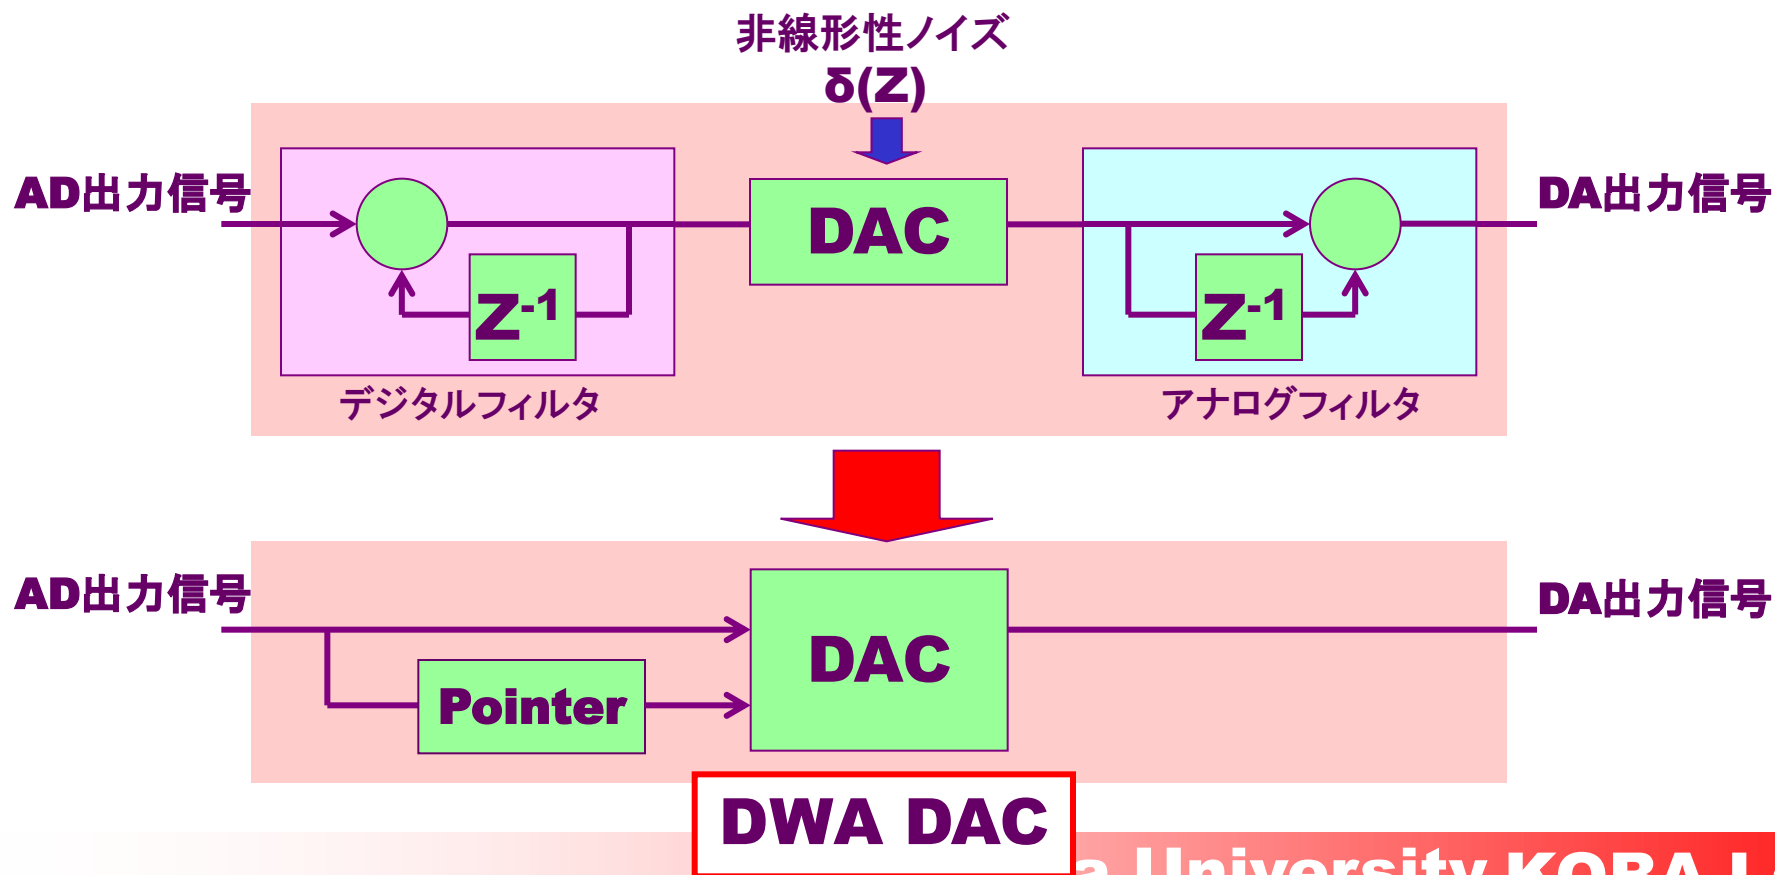 非線形性ノイズ
δ(Z)
AD出力信号
DAC
DA出力信号
Z-1
Z-1
デジタルフィルタ
アナログフィルタ
AD出力信号
DA出力信号
DAC
Pointer
DWA DAC
University KOBA